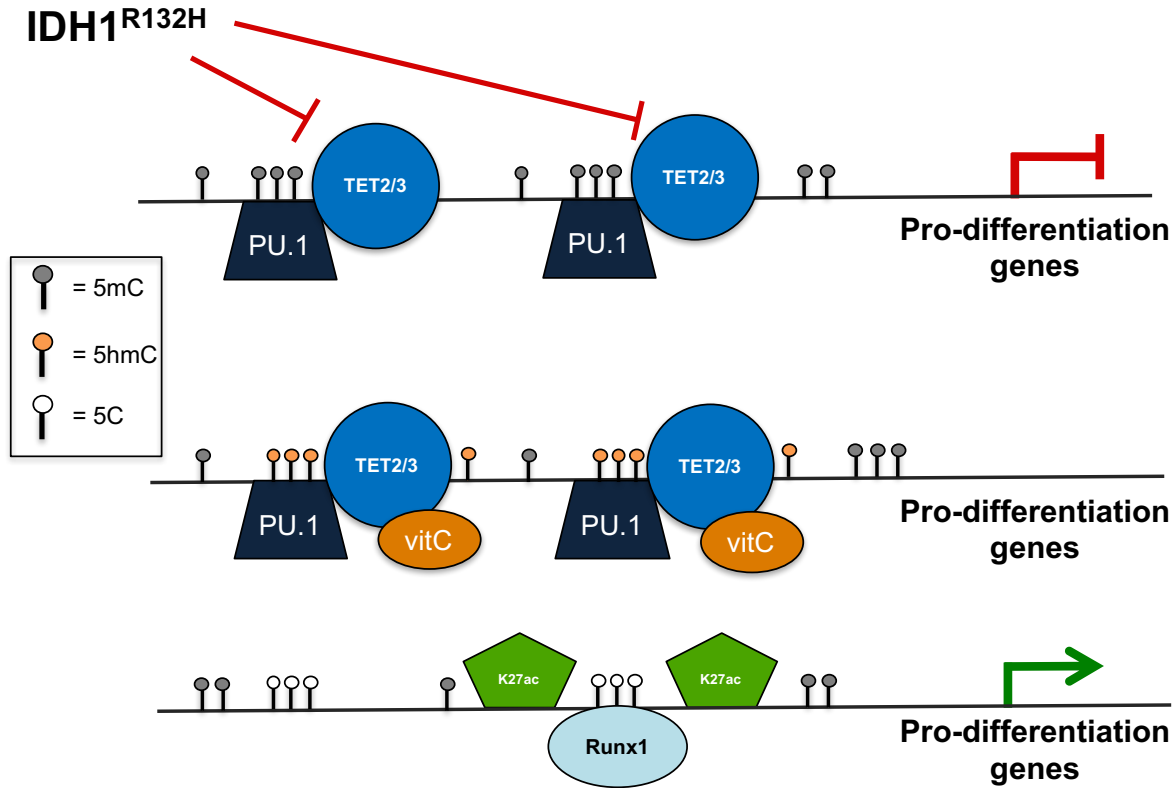 IDH1R132H
TET2/3
TET2/3
PU.1
PU.1
Pro-differentiation
genes
= 5mC
= 5hmC
= 5C
TET2/3
TET2/3
PU.1
PU.1
vitC
vitC
Pro-differentiation
genes
K27ac
K27ac
Runx1
Pro-differentiation
genes